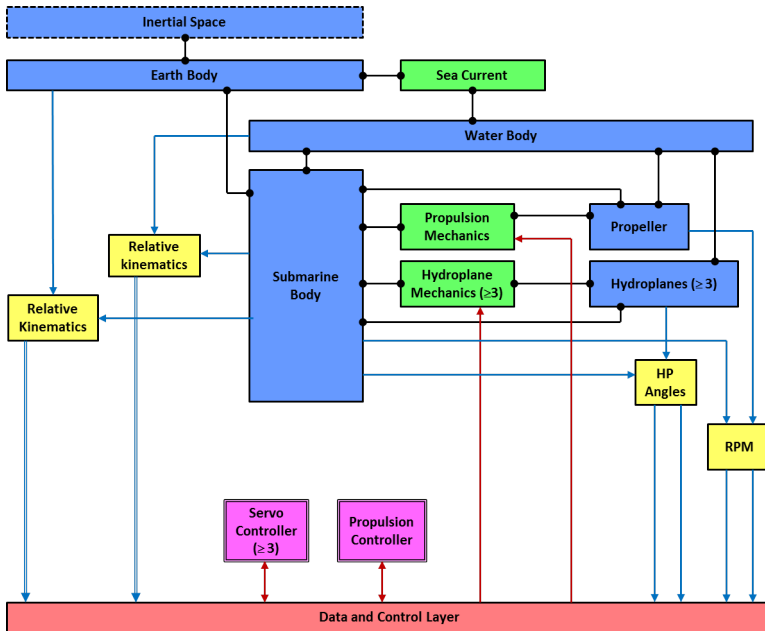 Inertial Space
Earth Body
Sea Current
Water Body
Propulsion
Mechanics
Propeller
Relative
kinematics
Submarine
Body
Hydroplane
Mechanics (≥3)
Hydroplanes (≥3)
Relative
Kinematics
HP
Angles
RPM
Servo
Controller
(≥3)
Propulsion
Controller
Data and Control Layer